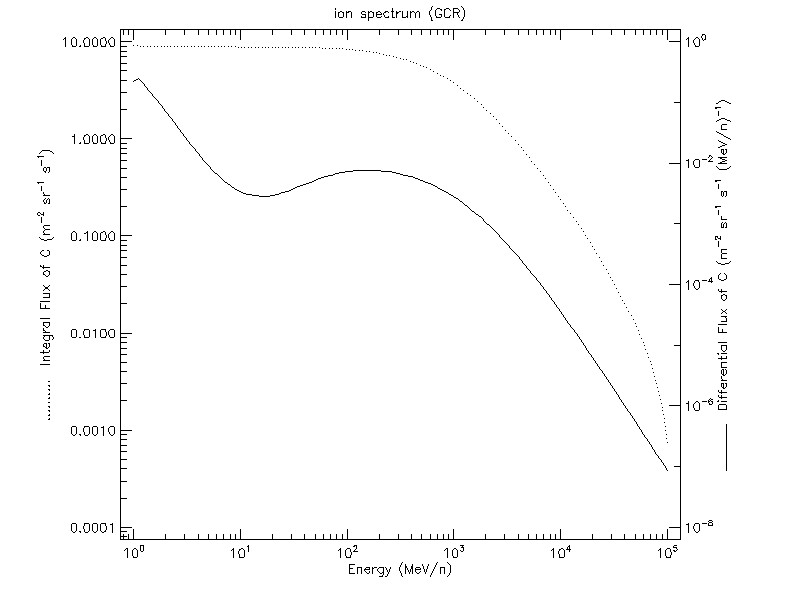 ion spectrum (GCR)
10.0000
1.0000
0.1000
0.0100
0.0010
0.0001
Integral Flux of C (m⁻² sr⁻¹ s⁻¹)
10⁰
10⁻²
10⁻⁴
10⁻⁶
10⁻⁸
Differential Flux of C (m⁻² sr⁻¹ s⁻¹ (MeV/n)⁻¹)
10⁰ 10¹ 10² 10³ 10⁴ 10⁵
Energy (MeV/n)